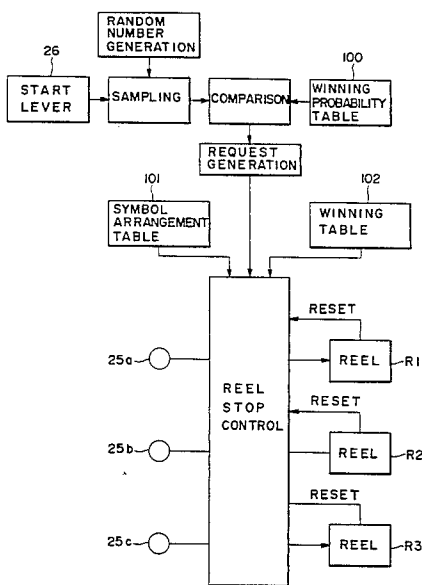 RANDOM
NUMBER
GENERATION
26
START
LEVER
SAMPLING
COMPARISON
100
WINNING
PROBABILITY
TABLE
REQUEST
GENERATION
101
SYMBOL
ARRANGEMENT
TABLE
102
WINNING
TABLE
RESET
25a
REEL
R1
REEL
STOP
CONTROL
RESET
25b
REEL
R2
RESET
25c
REEL
R3